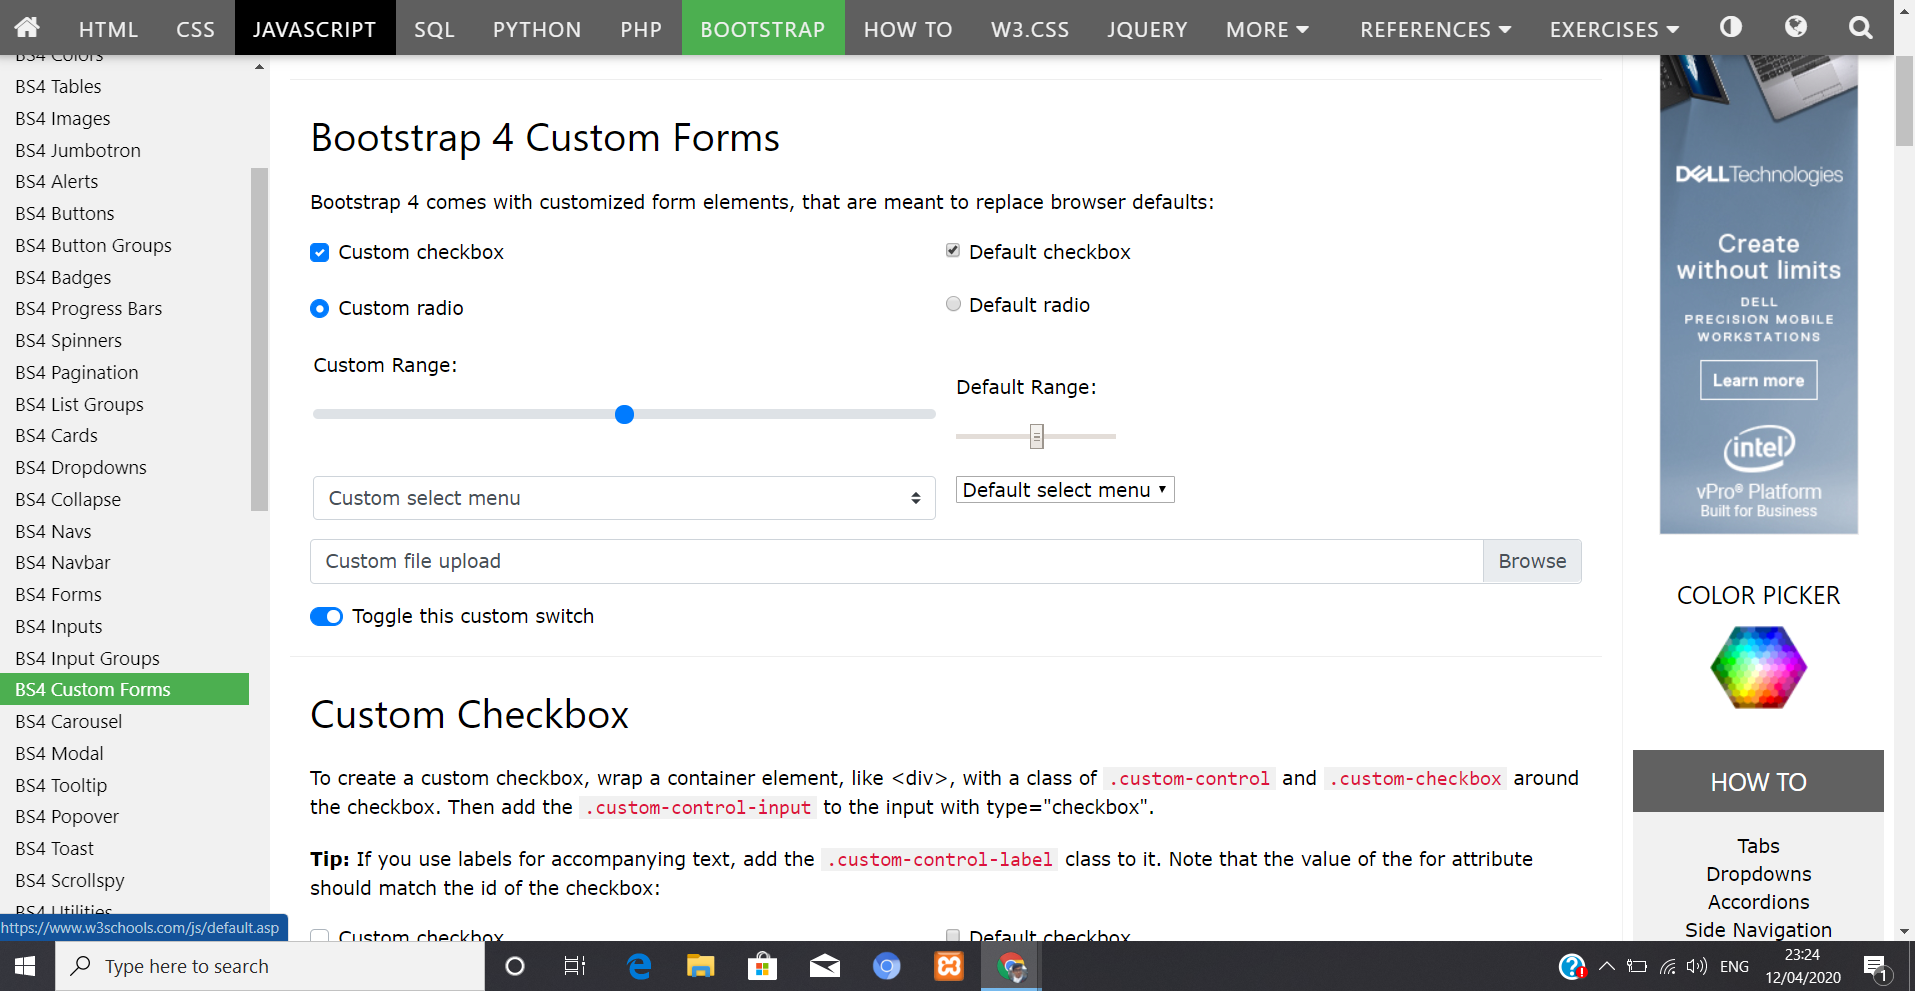 HTML CSS JAVASCRIPT SQL PYTHON PHP BOOTSTRAP HOW TO W3.CSS JQUERY MORE REFERENCES EXERCISES
BS4 Colors
BS4 Tables
BS4 Images
BS4 Jumbotron
BS4 Alerts
BS4 Buttons
BS4 Button Groups
BS4 Badges
BS4 Progress Bars
BS4 Spinners
BS4 Pagination
BS4 List Groups
BS4 Cards
BS4 Dropdowns
BS4 Collapse
BS4 Navs
BS4 Navbar
BS4 Forms
BS4 Inputs
BS4 Input Groups
BS4 Custom Forms
BS4 Carousel
BS4 Modal
BS4 Tooltip
BS4 Popover
BS4 Toast
BS4 Scrollspy
BS4 Utilities
https://www.w3schools.com/js/default.asp
Bootstrap 4 Custom Forms
Bootstrap 4 comes with customized form elements, that are meant to replace browser defaults:
Custom checkbox
Default checkbox
Custom radio
Default radio
Custom Range:
Default Range:
Custom select menu
Default select menu
Custom file upload
Browse
Toggle this custom switch
Custom Checkbox
To create a custom checkbox, wrap a container element, like <div>, with a class of .custom-control and .custom-checkbox around
the checkbox. Then add the .custom-control-input to the input with type="checkbox".
Tip: If you use labels for accompanying text, add the .custom-control-label class to it. Note that the value of the for attribute
should match the id of the checkbox:
Custom checkbox
Default checkbox
DELLTechnologies
Create
without limits
DELL
PRECISION MOBILE
WORKSTATIONS
Learn more
intel
vPro® Platform
Built for Business
COLOR PICKER
HOW TO
Tabs
Dropdowns
Accordions
Side Navigation
Type here to search
ENG
23:24
12/04/2020
1